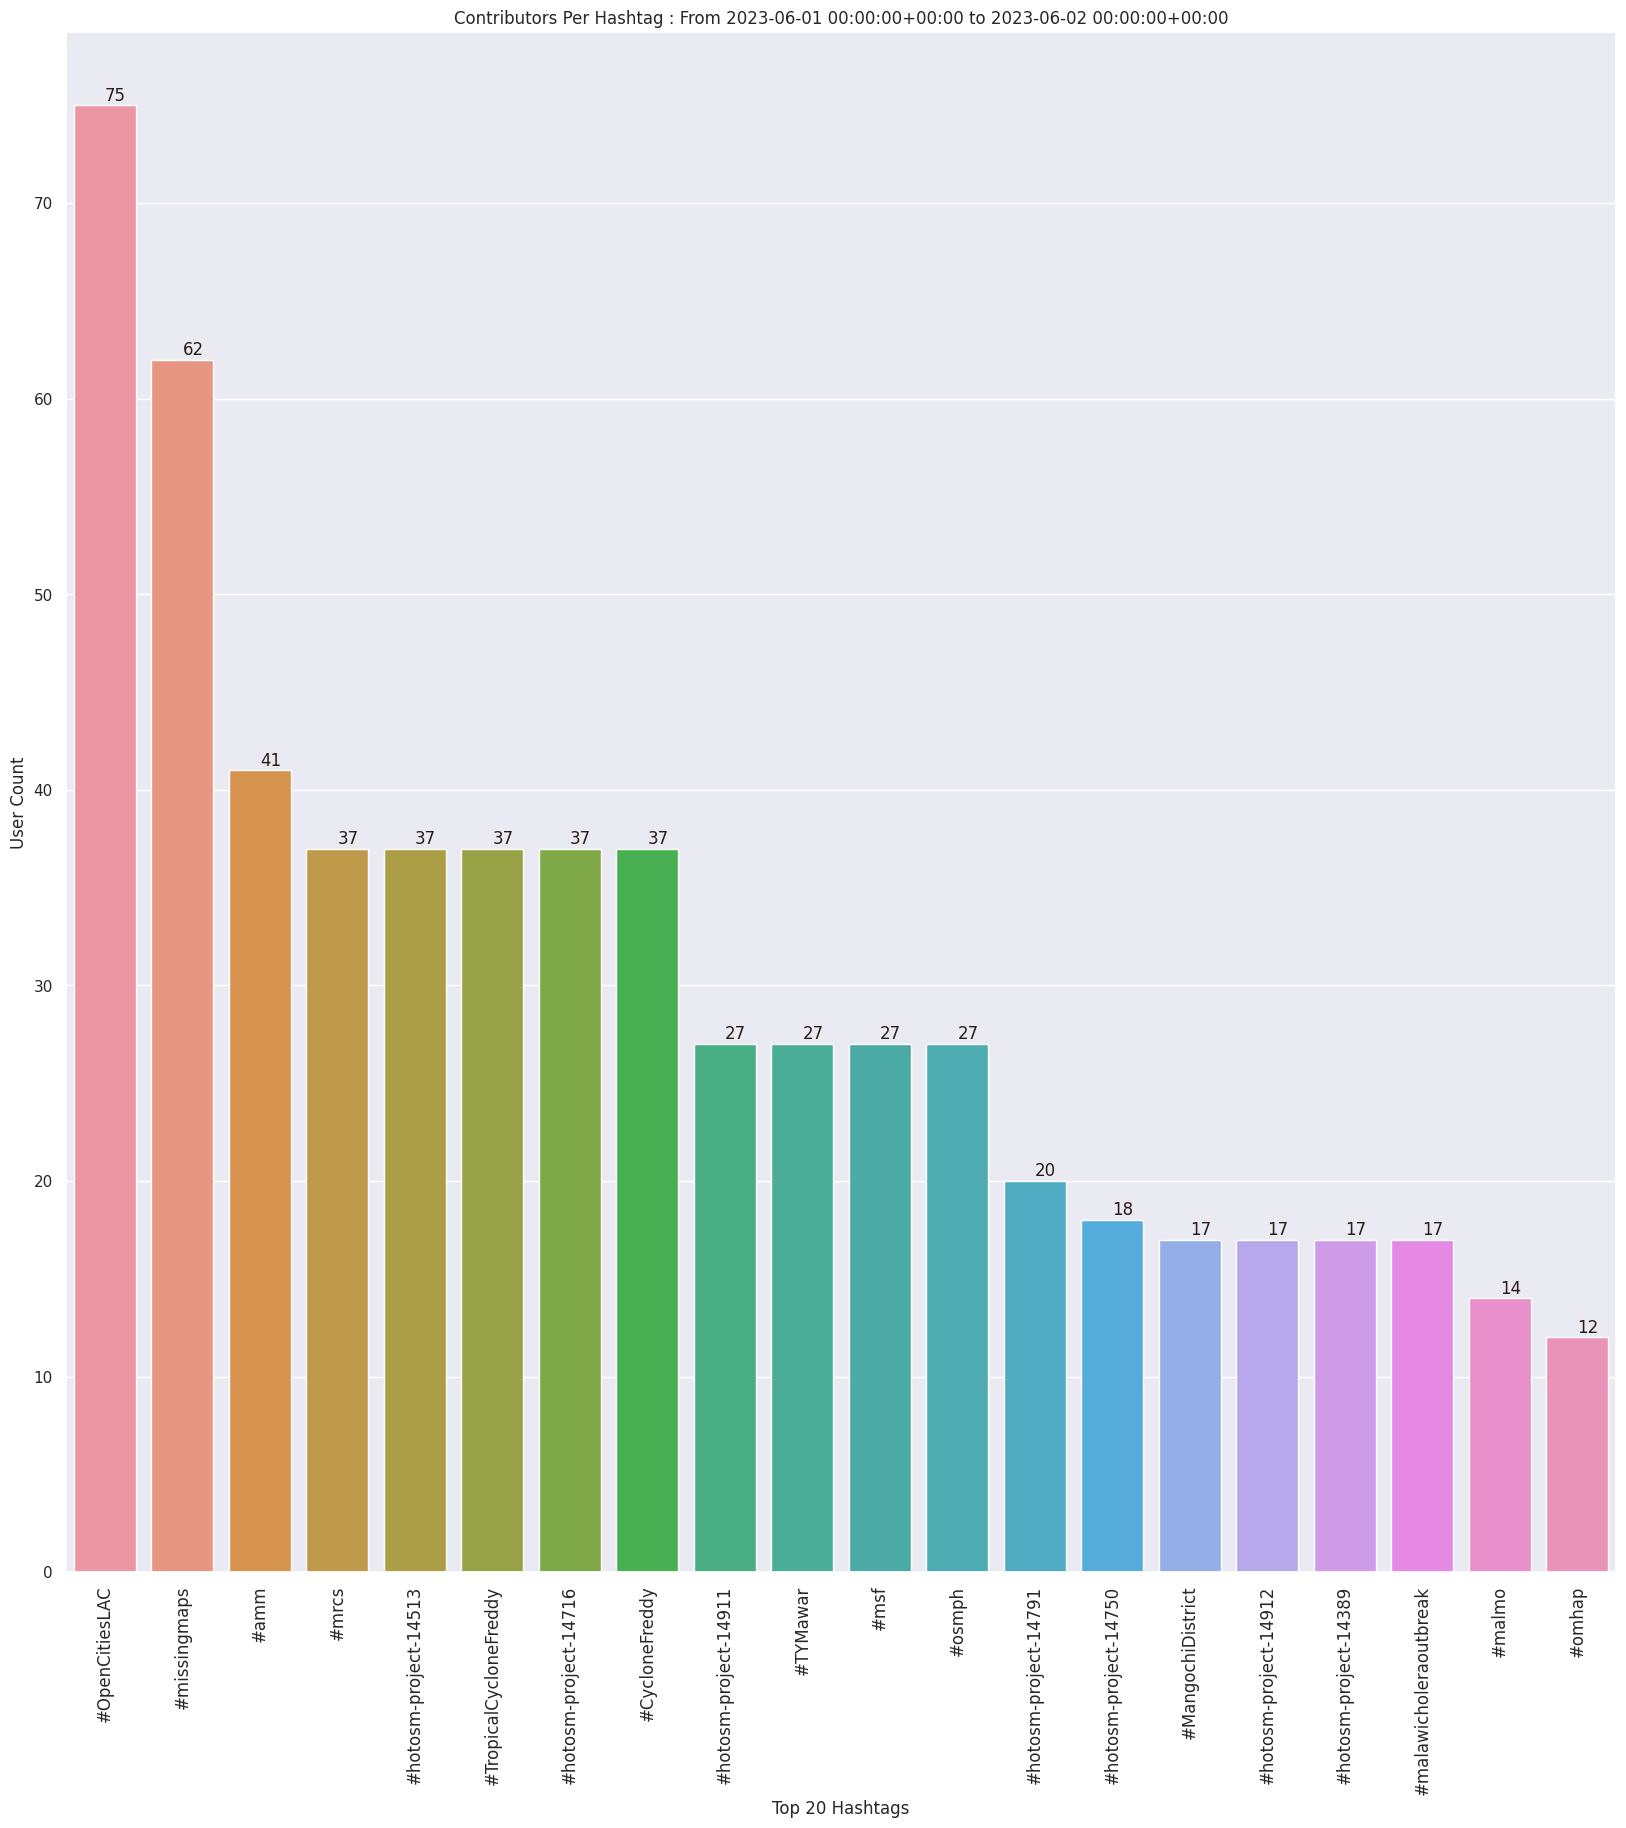 Contributors Per Hashtag : From 2023-06-01 00:00:00+00:00 to 2023-06-02 00:00:00+00:00
User Count
70
60
50
40
30
20
10
0
75
62
41
37
37
37
37
37
27
27
27
27
20
18
17
17
17
17
14
12
#OpenCitiesLAC
#missingmaps
#amm
#mrcs
#hotosm-project-14513
#TropicalCycloneFreddy
#hotosm-project-14716
#CycloneFreddy
#hotosm-project-14911
#TYMawar
#msf
#osmph
#hotosm-project-14791
#hotosm-project-14750
#MangochiDistrict
#hotosm-project-14912
#hotosm-project-14389
#malawicholeraoutbreak
#malmo
#omhap
Top 20 Hashtags